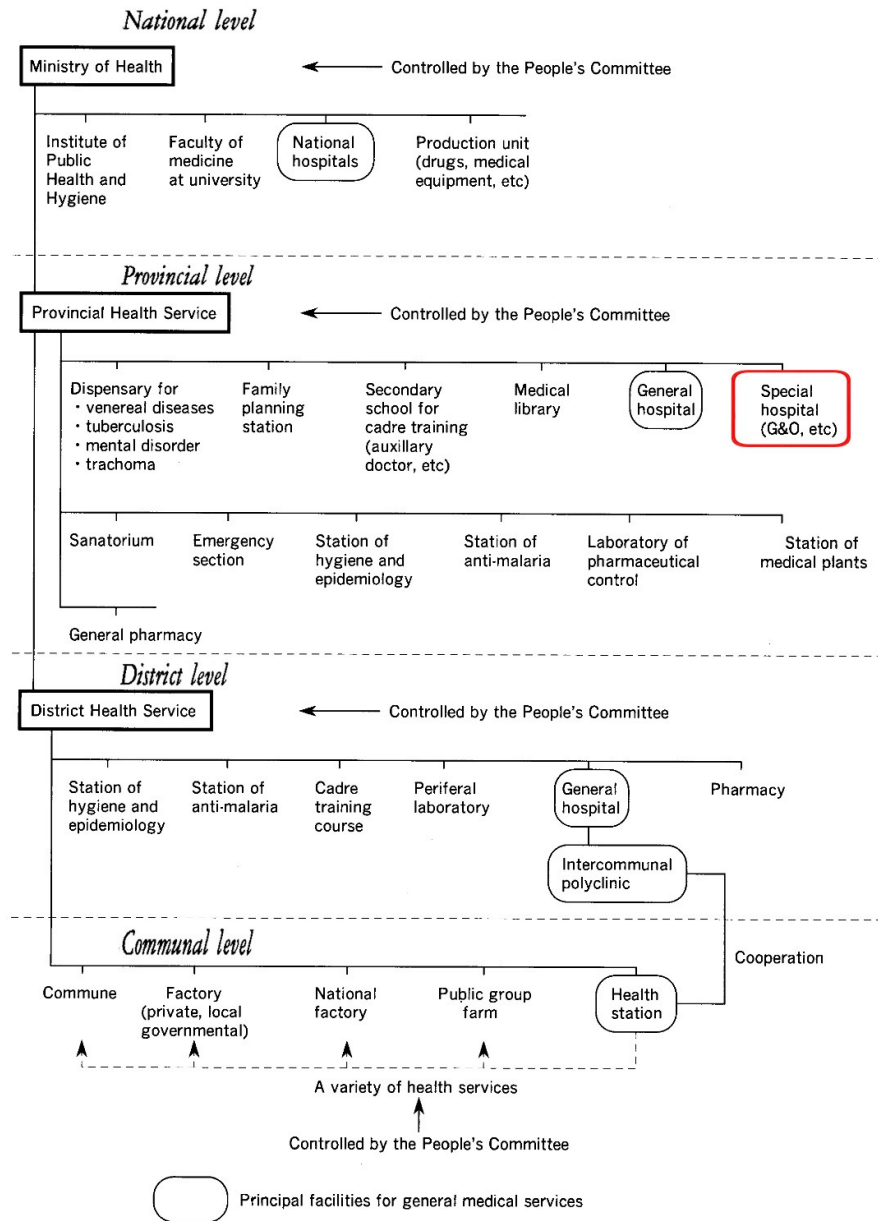 National level
Ministry of Health
Controlled by the People's Committee
Institute of
Public
Health and
Hygiene
Faculty of
medicine
at university
National
hospitals
Production unit
(drugs, medical
equipment, etc)
Provincial level
Provincial Health Service
Controlled by the People's Committee
Dispensary for
· venereal diseases
· tuberculosis
· mental disorder
· trachoma
Family
planning
station
Secondary
school for
cadre training
(auxillary
doctor, etc)
Medical
library
General
hospital
Special
hospital
(G&O, etc)
Sanatorium
Emergency
section
Station of
hygiene and
epidemiology
Station of
anti-malaria
Laboratory of
pharmaceutical
control
Station of
medical plants
General pharmacy
District level
District Health Service
Controlled by the People's Committee
Station of
hygiene and
epidemiology
Station of
anti-malaria
Cadre
training
course
Periferal
laboratory
General
hospital
Pharmacy
Intercommunal
polyclinic
Communal level
Cooperation
Commune
Factory
(private, local
governmental)
National
factory
Public group
farm
Health
station
A variety of health services
Controlled by the People's Committee
Principal facilities for general medical services